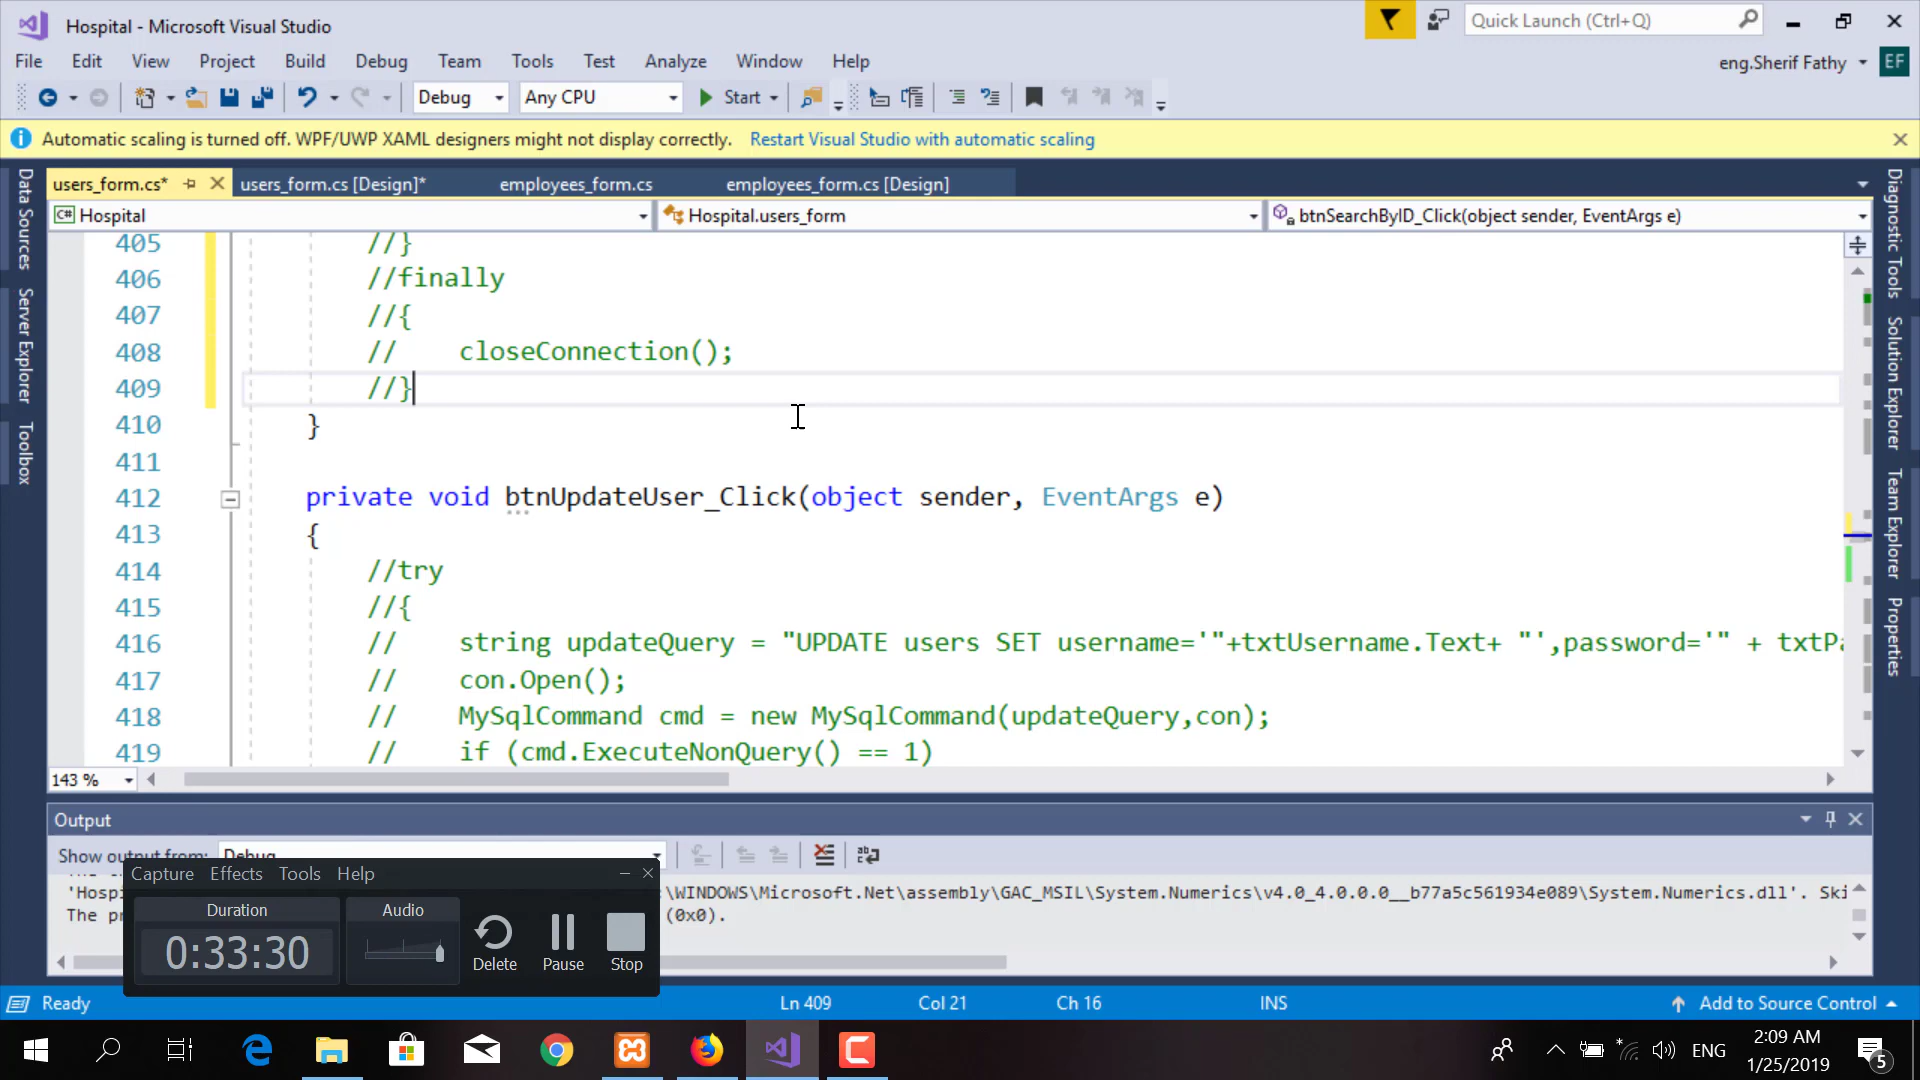 Hospital - Microsoft Visual Studio
Quick Launch (Ctrl+Q)
File Edit View Project Build Debug Team Tools Test Analyze Window Help
eng.Sherif Fathy EF
Debug Any CPU Start
Automatic scaling is turned off. WPF/UWP XAML designers might not display correctly. Restart Visual Studio with automatic scaling
users_form.cs* users_form.cs [Design]* employees_form.cs employees_form.cs [Design]
C# Hospital Hospital.users_form btnSearchByID_Click(object sender, EventArgs e)
Data Sources
Server Explorer
Toolbox
405 //}
406 //finally
407 //{
408 // closeConnection();
409 //}
410 }
411
412 private void btnUpdateUser_Click(object sender, EventArgs e)
413 {
414 //try
415 //{
416 // string updateQuery = "UPDATE users SET username='"+txtUsername.Text+ "',password='" +
417 // con.Open();
418 // MySqlCommand cmd = new MySqlCommand(updateQuery,con);
419 // if (cmd.ExecuteNonQuery() == 1)
Diagnostic Tools
Solution Explorer
Team Explorer
Properties
143 %
Output
Show output from: Debug
'Hospi
\WINDOWS\Microsoft.Net\assembly\GAC_MSIL\System.Numerics\v4.0_4.0.0.0__b77a5c561934e089\System.Numerics.dll'. Ski
The pr
(0x0).
Capture Effects Tools Help
Duration
0:33:30
Audio
Delete Pause Stop
Ready Ln 409 Col 21 Ch 16 INS Add to Source Control
ENG
2:09 AM
1/25/2019
5